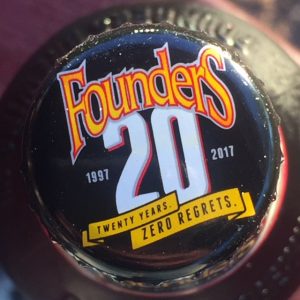 Founders
20
1997 2017
TWENTY YEARS.
ZERO REGRETS.